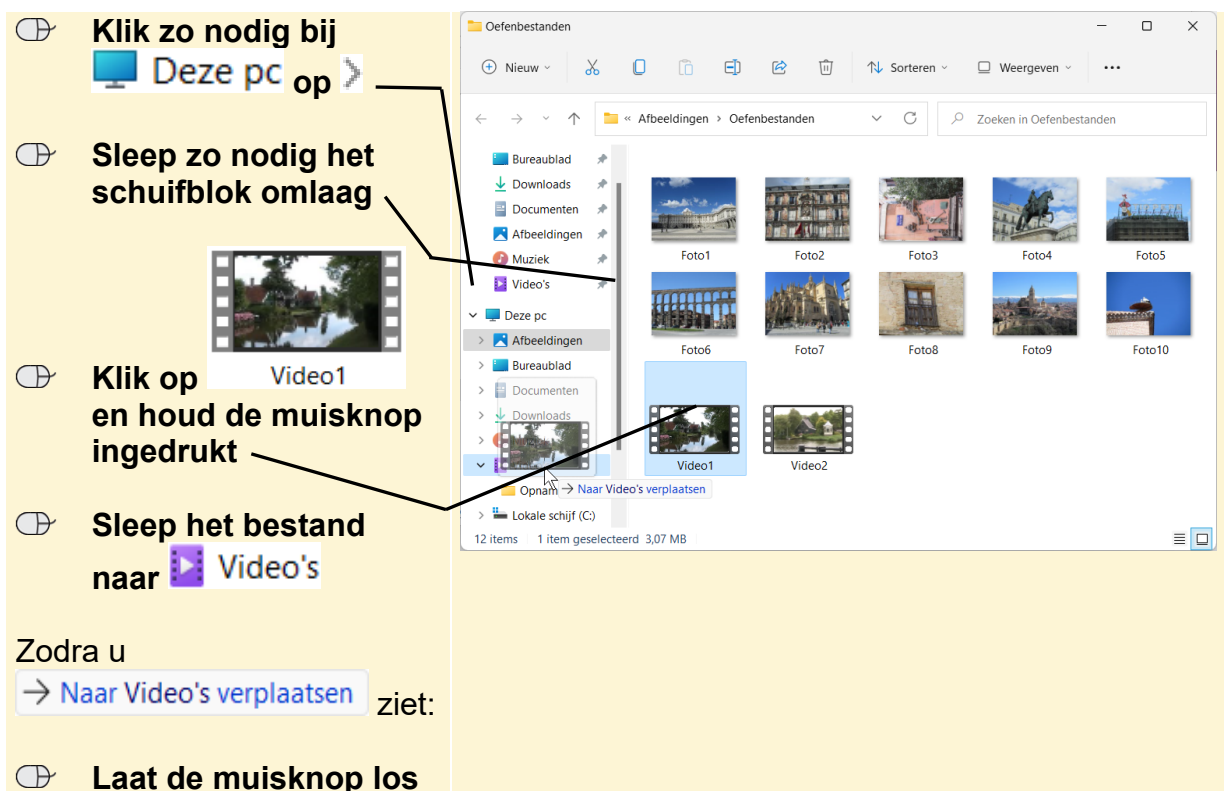 Klik zo nodig bij
Deze pc op >
Sleep zo nodig het
schuifblok omlaag
Video1
Klik op
en houd de muisknop
ingedrukt
Sleep het bestand
naar Video's
Zodra u
→ Naar Video's verplaatsen ziet:
Laat de muisknop los
Oefenbestanden
Nieuw Sorteren Weergeven
« Afbeeldingen > Oefenbestanden Zoeken in Oefenbestanden
Bureaublad
Downloads
Documenten
Afbeeldingen
Muziek
Video's
Deze pc
Afbeeldingen
Bureaublad
Documenten
Downloads
Opnam
Lokale schijf (C:)
Foto1 Foto2 Foto3 Foto4 Foto5
Foto6 Foto7 Foto8 Foto9 Foto10
Video1 Video2
→ Naar Video's verplaatsen
12 items 1 item geselecteerd 3,07 MB